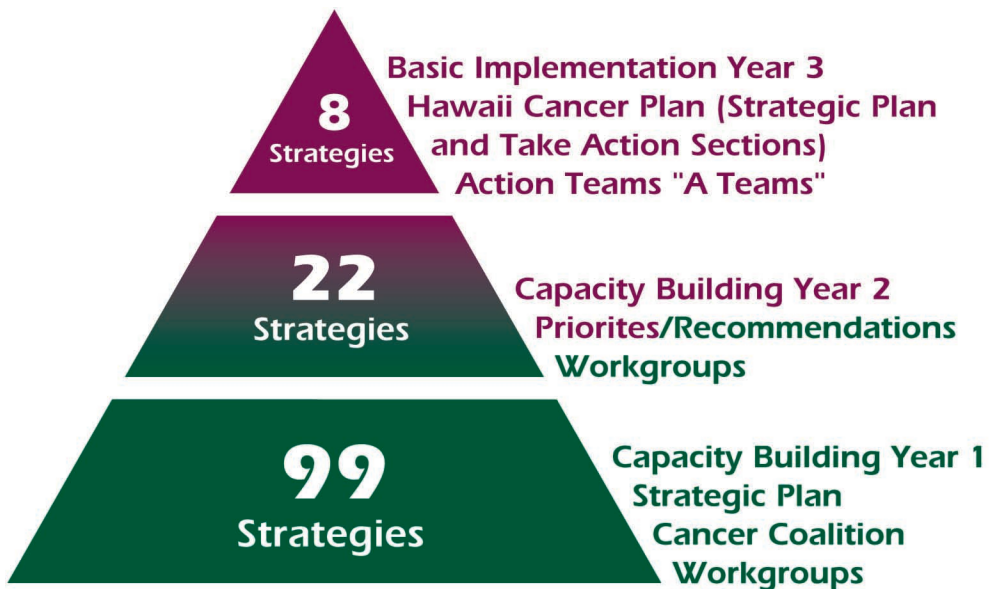 8
Strategies
Basic Implementation Year 3
Hawaii Cancer Plan (Strategic Plan
and Take Action Sections)
Action Teams "A Teams"
22
Strategies
Capacity Building Year 2
Priorites/Recommendations
Workgroups
99
Strategies
Capacity Building Year 1
Strategic Plan
Cancer Coalition
Workgroups